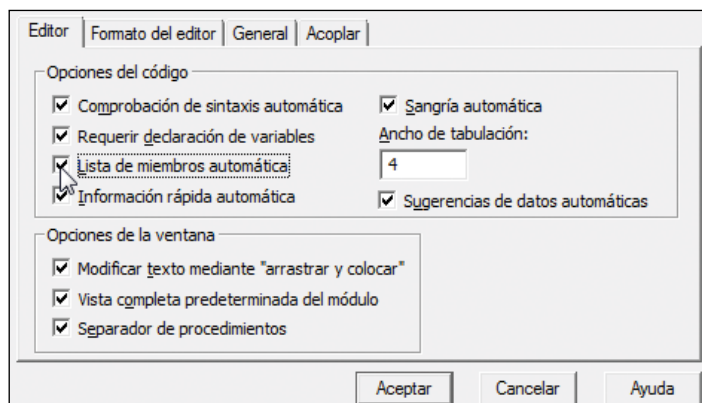 Editor Formato del editor General Acoplar
Opciones del código
Comprobación de sintaxis automática
Requerir declaración de variables
Lista de miembros automática
Información rápida automática
Sangría automática
Ancho de tabulación:
4
Sugerencias de datos automáticas
Opciones de la ventana
Modificar texto mediante "arrastrar y colocar"
Vista completa predeterminada del módulo
Separador de procedimientos
Aceptar Cancelar Ayuda